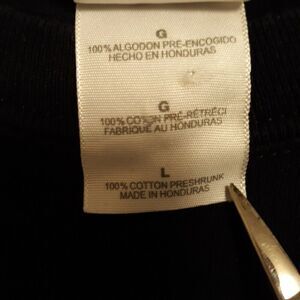 G
100% ALGODON PRE-ENCOGIDO
HECHO EN HONDURAS
G
100% COTON PRÉ-RÉTRÉCI
FABRIQUÉ AU HONDURAS
L
100% COTTON PRESHRUNK
MADE IN HONDURAS